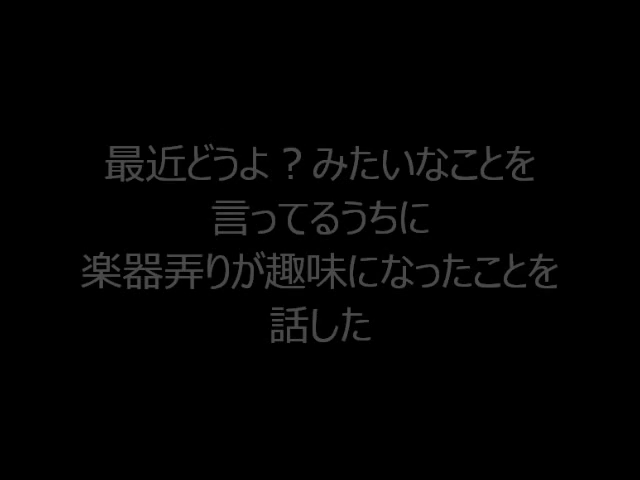 最近どうよ？みたいなことを
言ってるうちに
楽器弄りが趣味になったことを
話した